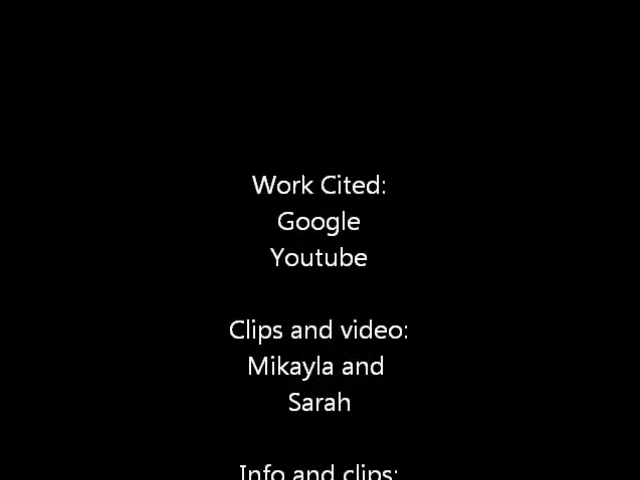 Work Cited:
Google
Youtube
Clips and video:
Mikayla and
Sarah
Info and clips: